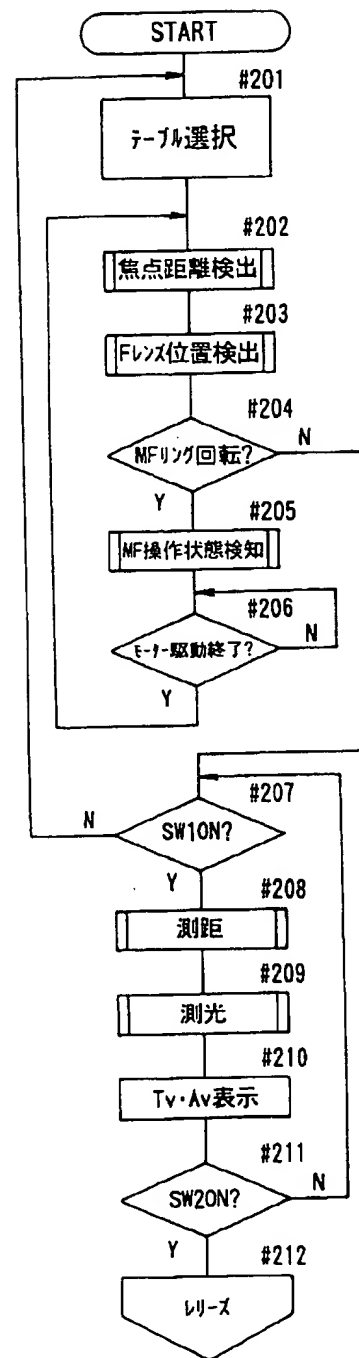 START
#201
テーブル選択
#202
焦点距離検出
#203
Fレンズ位置検出
#204
MFリング回転?
N
Y
#205
MF操作状態検知
#206
モーター駆動終了?
N
Y
#207
N
SW1ON?
Y
#208
測距
#209
測光
#210
Tv・Av表示
#211
SW2ON?
N
Y
#212
レリーズ